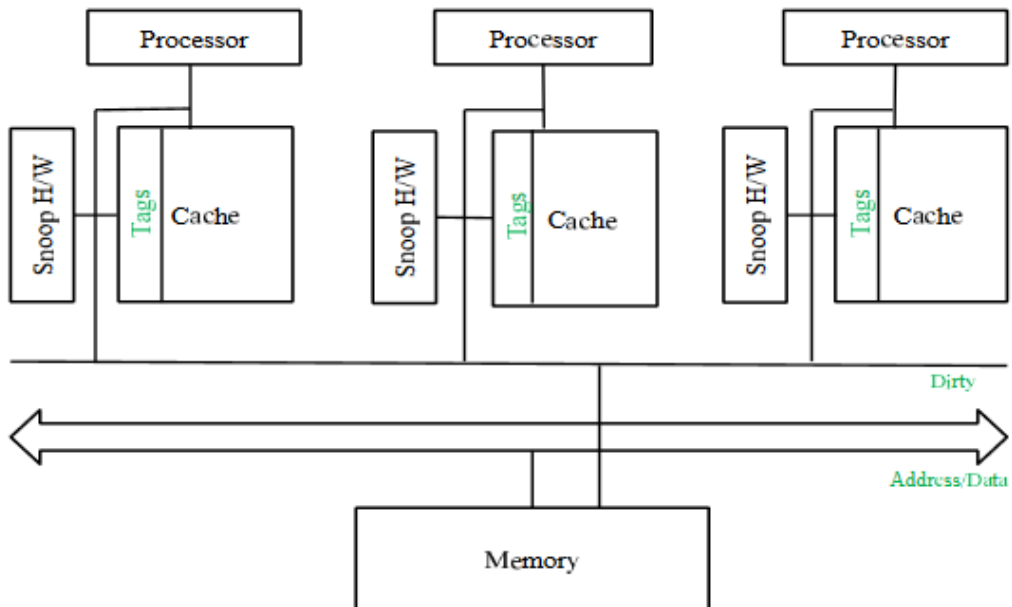 Processor
Processor
Processor
Snoop H/W
Tags
Cache
Snoop H/W
Tags
Cache
Snoop H/W
Tags
Cache
Dirty
Address/Data
Memory